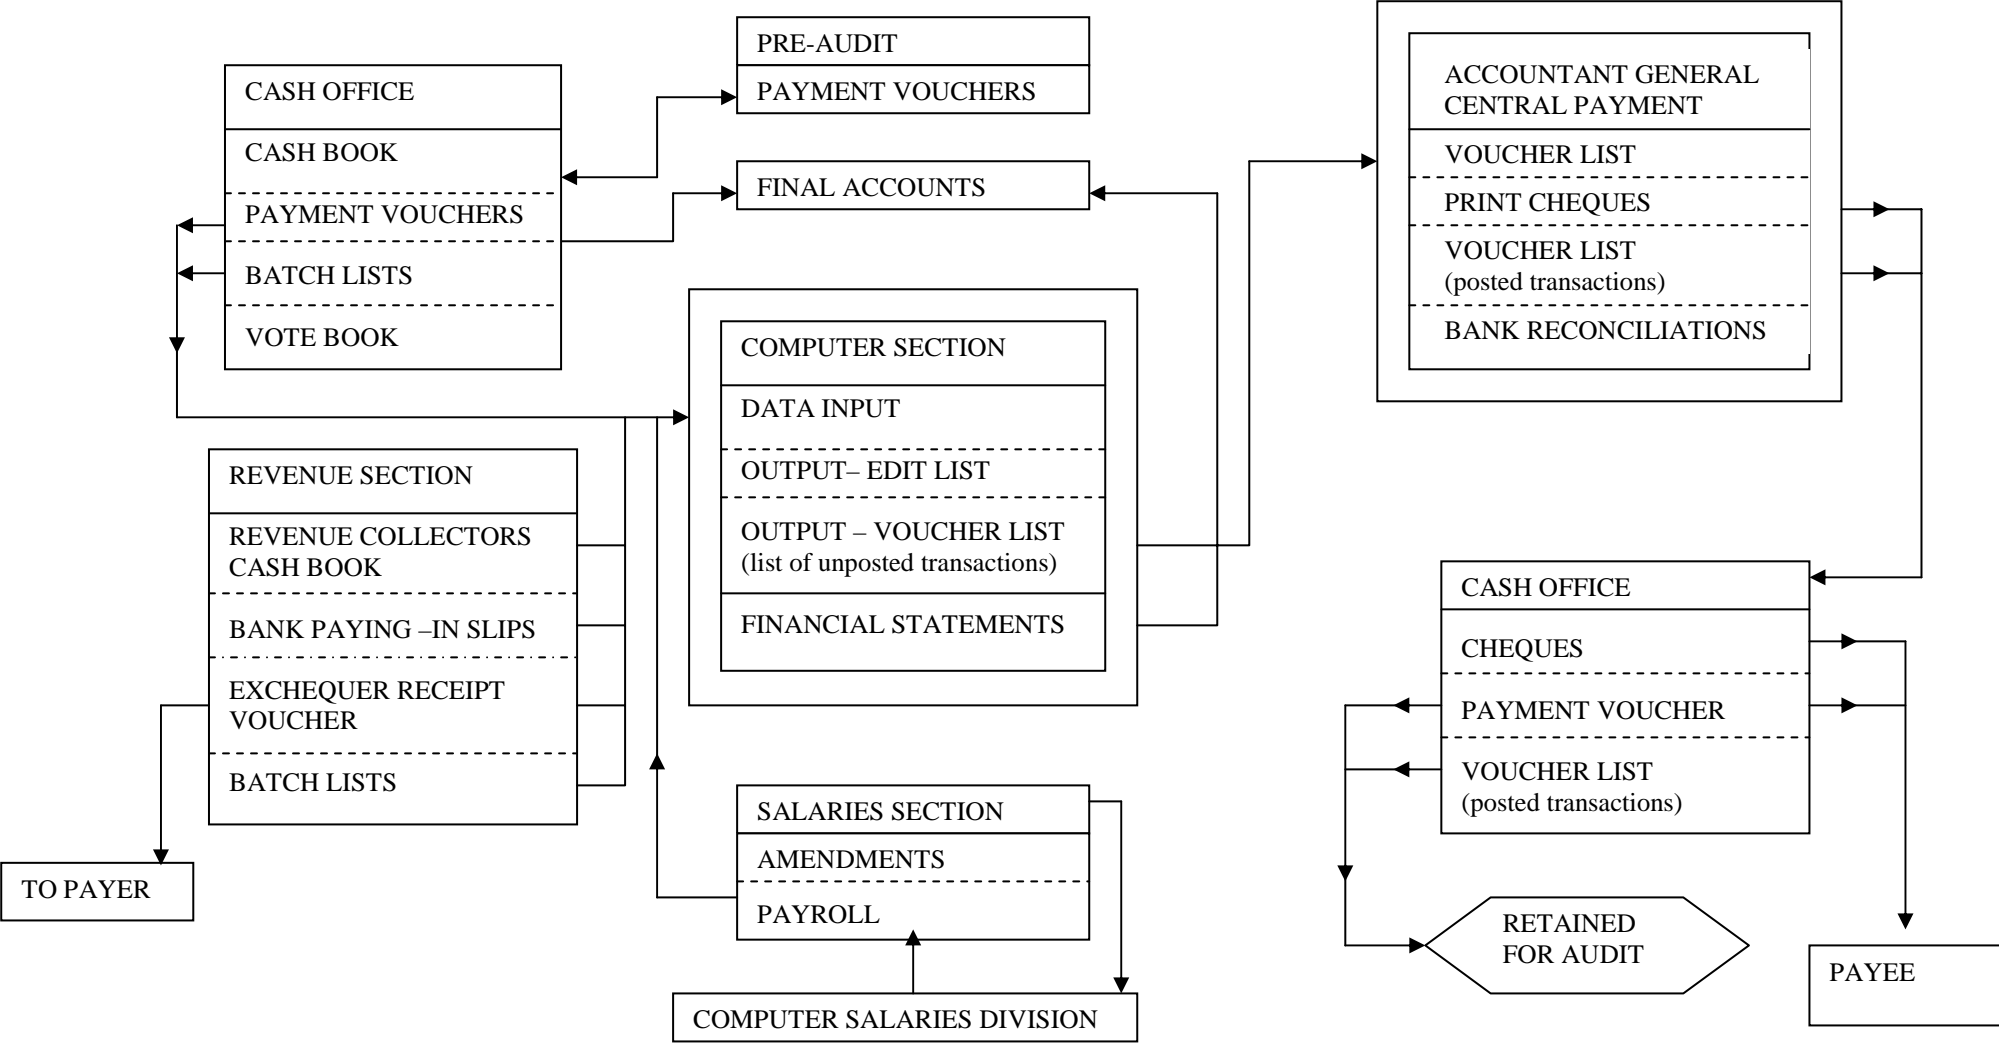 PRE-AUDIT
PAYMENT VOUCHERS
CASH OFFICE
CASH BOOK
PAYMENT VOUCHERS
BATCH LISTS
VOTE BOOK
FINAL ACCOUNTS
ACCOUNTANT GENERAL
CENTRAL PAYMENT
VOUCHER LIST
PRINT CHEQUES
VOUCHER LIST
(posted transactions)
BANK RECONCILIATIONS
COMPUTER SECTION
DATA INPUT
OUTPUT– EDIT LIST
OUTPUT – VOUCHER LIST
(list of unposted transactions)
FINANCIAL STATEMENTS
REVENUE SECTION
REVENUE COLLECTORS
CASH BOOK
BANK PAYING –IN SLIPS
EXCHEQUER RECEIPT
VOUCHER
BATCH LISTS
TO PAYER
SALARIES SECTION
AMENDMENTS
PAYROLL
COMPUTER SALARIES DIVISION
CASH OFFICE
CHEQUES
PAYMENT VOUCHER
VOUCHER LIST
(posted transactions)
RETAINED
FOR AUDIT
PAYEE